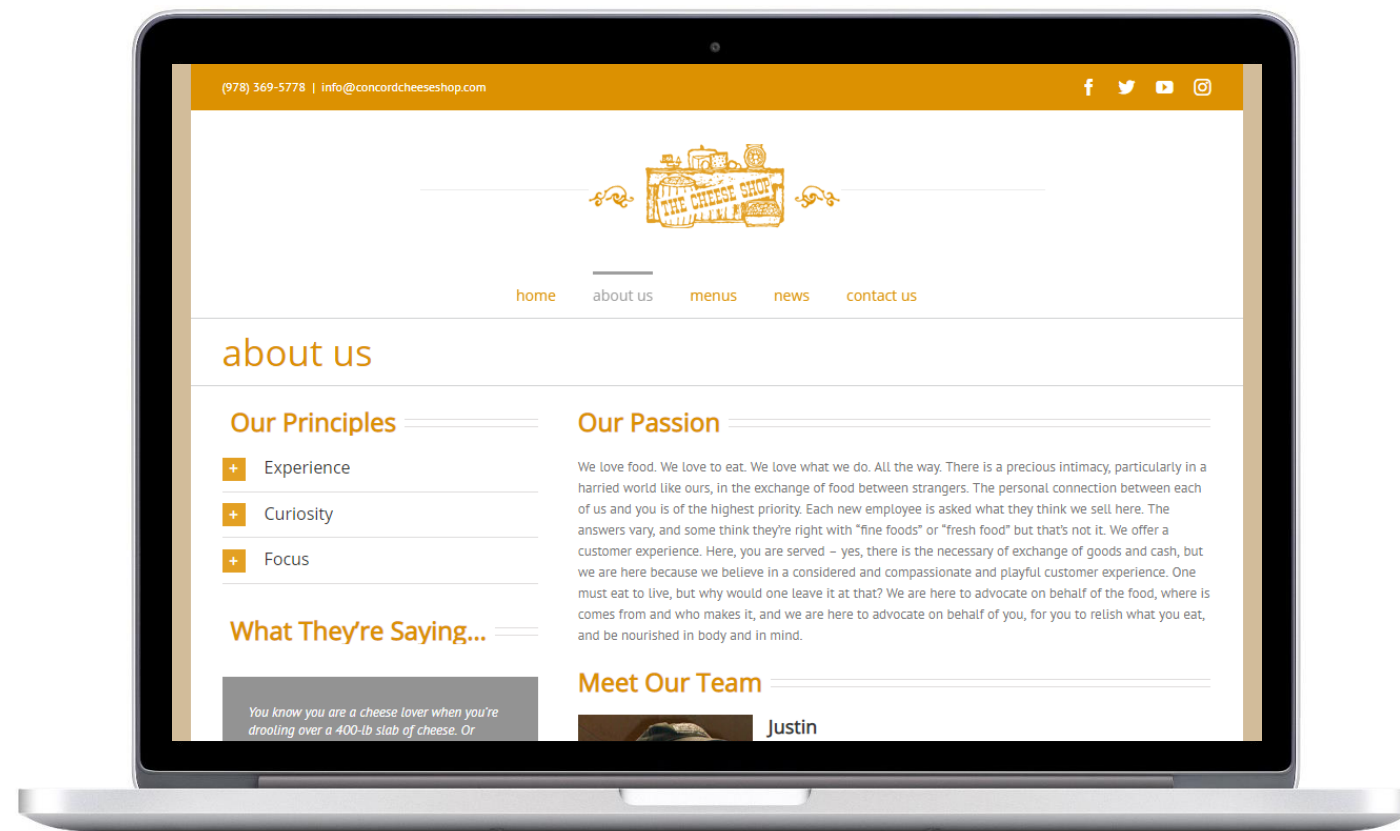 (978) 369-5778 | info@concordcheeseshop.com
THE CHEESE SHOP
home about us menus news contact us
about us
Our Principles
+ Experience
+ Curiosity
+ Focus
What They're Saying...
You know you are a cheese lover when you're
drooling over a 400-lb slab of cheese. Or
Our Passion
We love food. We love to eat. We love what we do. All the way. There is a precious intimacy, particularly in a
harried world like ours, in the exchange of food between strangers. The personal connection between each
of us and you is of the highest priority. Each new employee is asked what they think we sell here. The
answers vary, and some think they're right with “fine foods” or “fresh food” but that's not it. We offer a
customer experience. Here, you are served – yes, there is the necessary of exchange of goods and cash, but
we are here because we believe in a considered and compassionate and playful customer experience. One
must eat to live, but why would one leave it at that? We are here to advocate on behalf of the food, where is
comes from and who makes it, and we are here to advocate on behalf of you, for you to relish what you eat,
and be nourished in body and in mind.
Meet Our Team
Justin